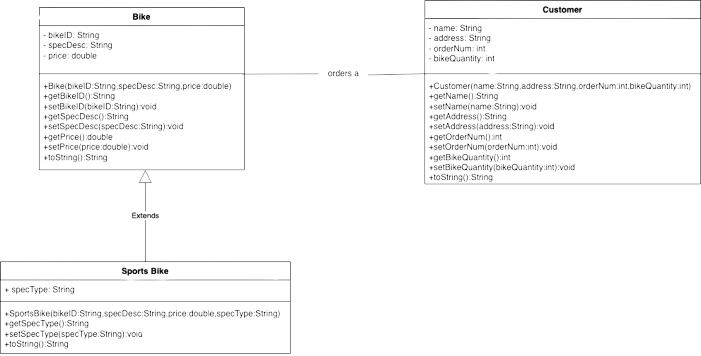 Bike
- bikeID: String
- specDesc: String
- price: double
+Bike(bikeID:String,specDesc:String,price:double)
+getBikeID():String
+setBikeID(bikeID:String):void
+getSpecDesc():String
+setSpecDesc(specDesc:String):void
+getPrice():double
+setPrice(price:double):void
+toString():String
orders a
Customer
- name: String
- address: String
- orderNum: int
- bikeQuantity: int
+Customer(name:String,address:String,orderNum:int,bikeQuantity:int)
+getName():String
+setName(name:String):void
+getAddress():String
+setAddress(address:String):void
+getOrderNum():int
+setOrderNum(orderNum:int):void
+getBikeQuantity():int
+setBikeQuantity(bikeQuantity:int):void
+toString():String
Extends
Sports Bike
+ specType: String
+SportsBike(bikeID:String,specDesc:String,price:double,specType:String)
+getSpecType():String
+setSpecType(specType:String):void
+toString():String